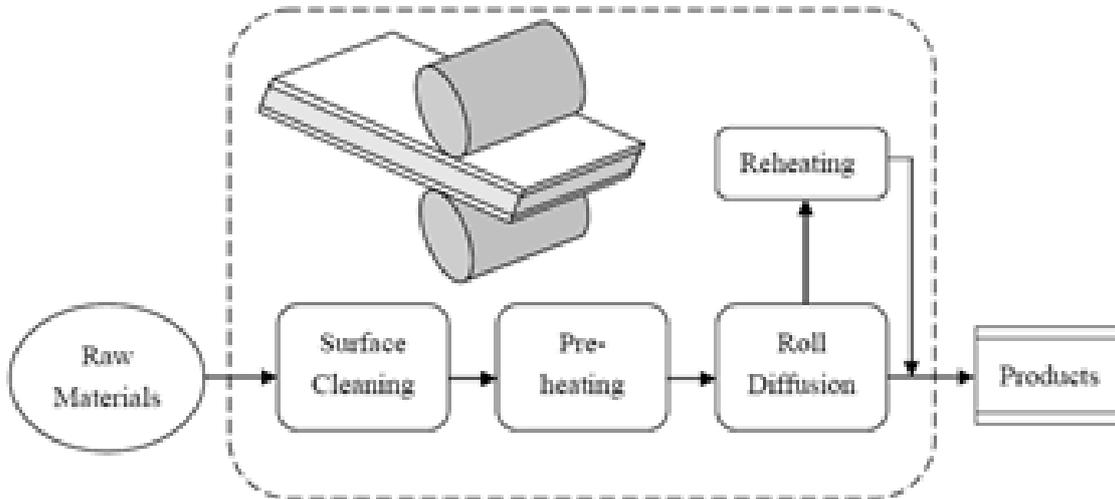 Reheating
Raw
Materials
Surface
Cleaning
Pre-
heating
Roll
Diffusion
Products